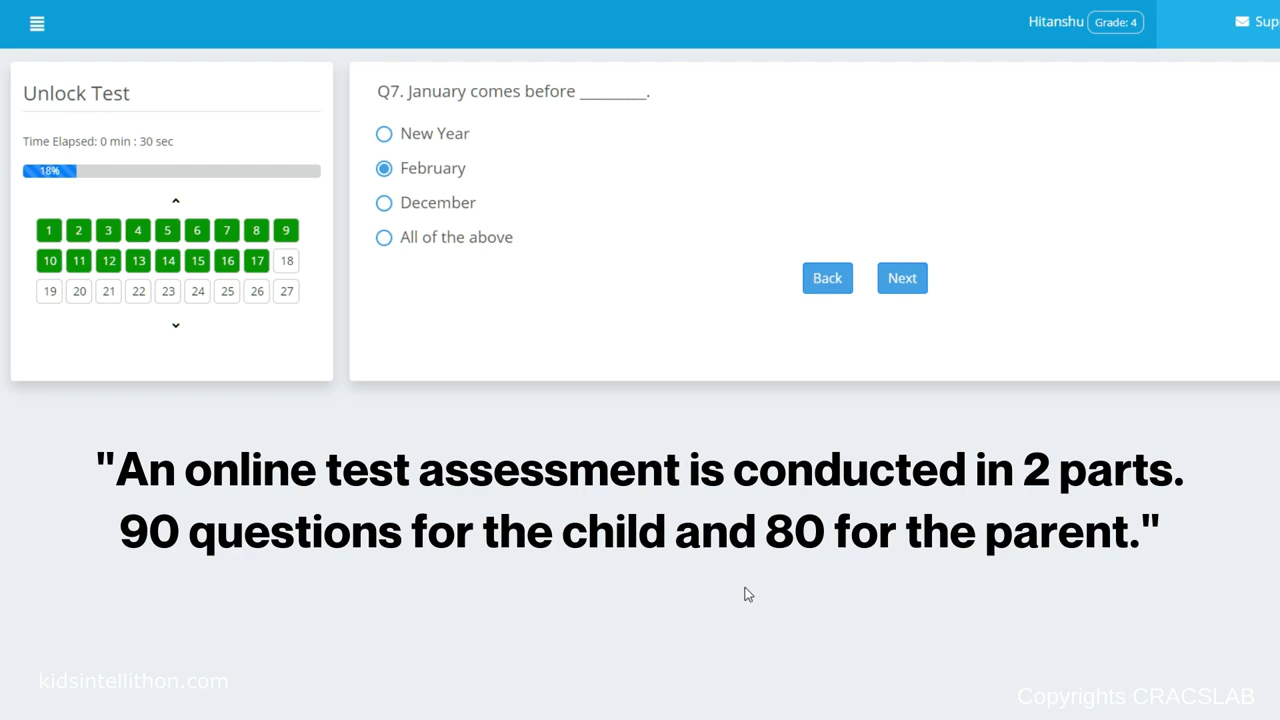 Hitanshu Grade: 4 Sup
Unlock Test
Time Elapsed: 0 min : 30 sec
18%
1 2 3 4 5 6 7 8 9
10 11 12 13 14 15 16 17 18
19 20 21 22 23 24 25 26 27
Q7. January comes before _________.
New Year
February
December
All of the above
Back Next
"An online test assessment is conducted in 2 parts.
90 questions for the child and 80 for the parent."
kidsintellithon.com
Copyrights CRACSLAB